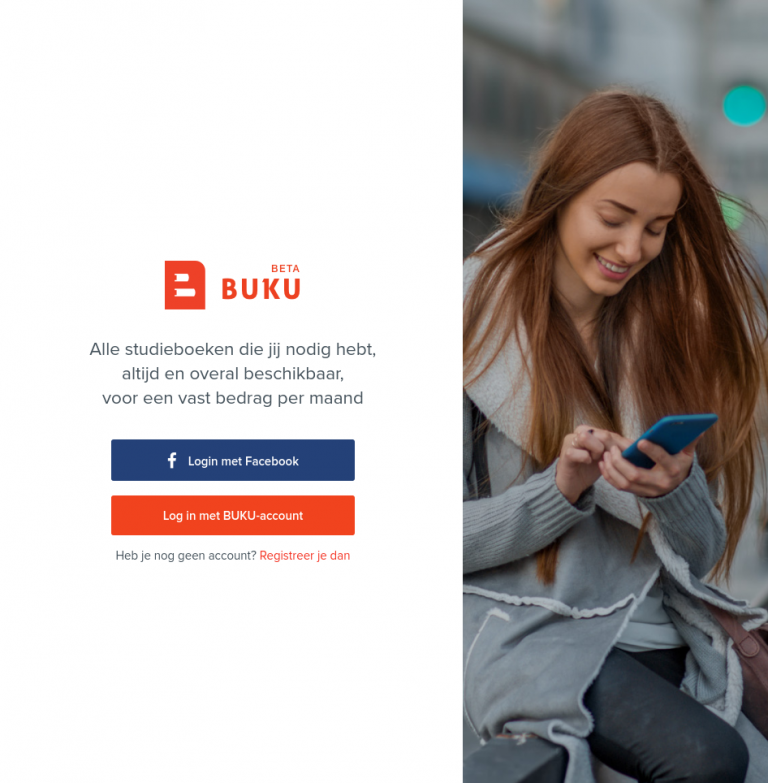 BETA
BUKU
Alle studieboeken die jij nodig hebt,
altijd en overal beschikbaar,
voor een vast bedrag per maand
Login met Facebook
Log in met BUKU-account
Heb je nog geen account? Registreer je dan